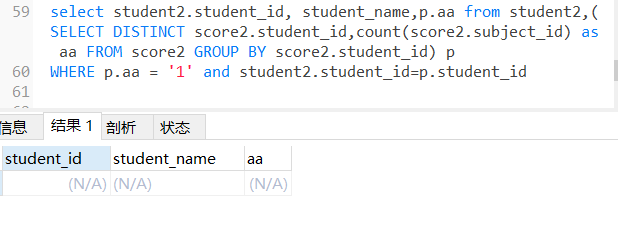 59 select student2.student_id, student_name,p.aa from student2,(
SELECT DISTINCT score2.student_id,count(score2.subject_id) as
aa FROM score2 GROUP BY score2.student_id) p
60 WHERE p.aa = '1' and student2.student_id=p.student_id
61
信息 结果 1 剖析 状态
student_id student_name aa
(N/A) (N/A) (N/A)